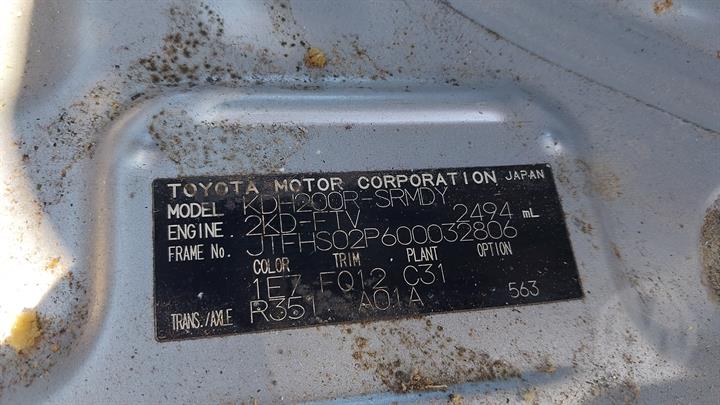 TOYOTA MOTOR CORPORATION JAPAN
MODEL KDH200R-SRMDY
ENGINE 2KD-FTV 2494 mL
FRAME No. JTFHS02P600032806
COLOR TRIM PLANT OPTION
1E7 FQ12 C31
TRANS./AXLE R351 A01A 563